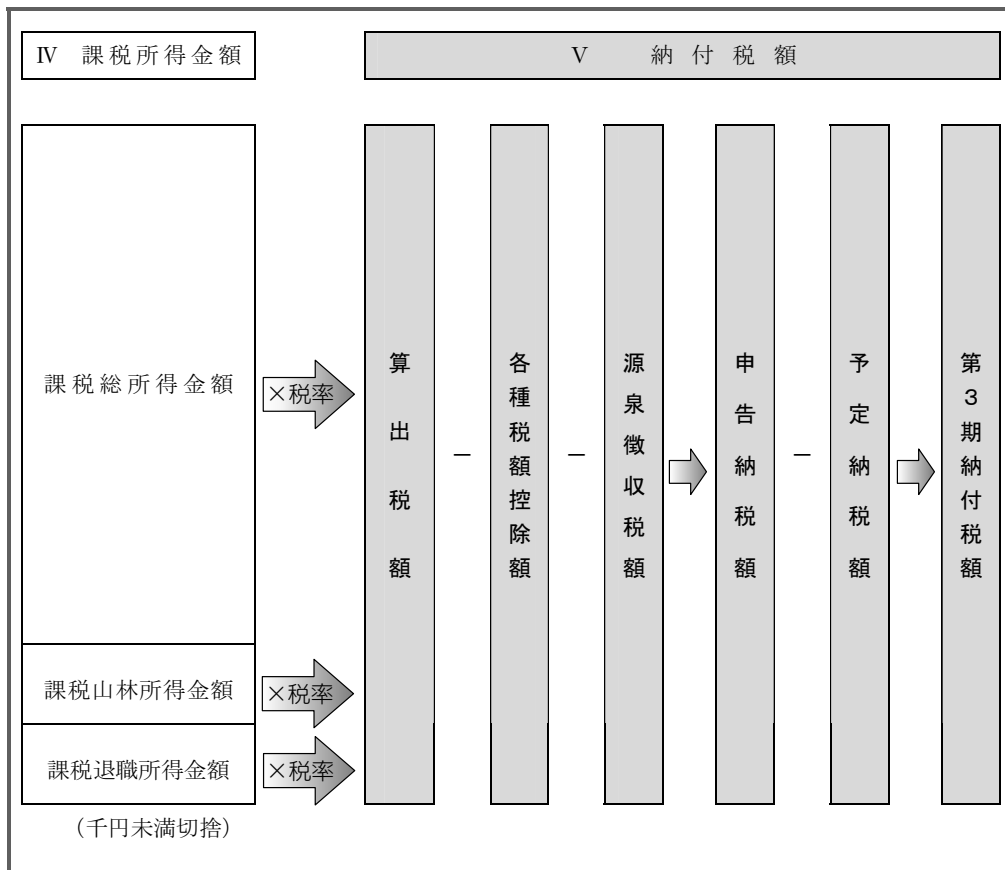 Ⅳ 課税所得金額
Ⅴ 納付税額
課税総所得金額
×税率
算出税額
－
各種税額控除額
－
源泉徴収税額
申告納税額
－
予定納税額
第3期納付税額
課税山林所得金額
×税率
課税退職所得金額
×税率
（千円未満切捨）